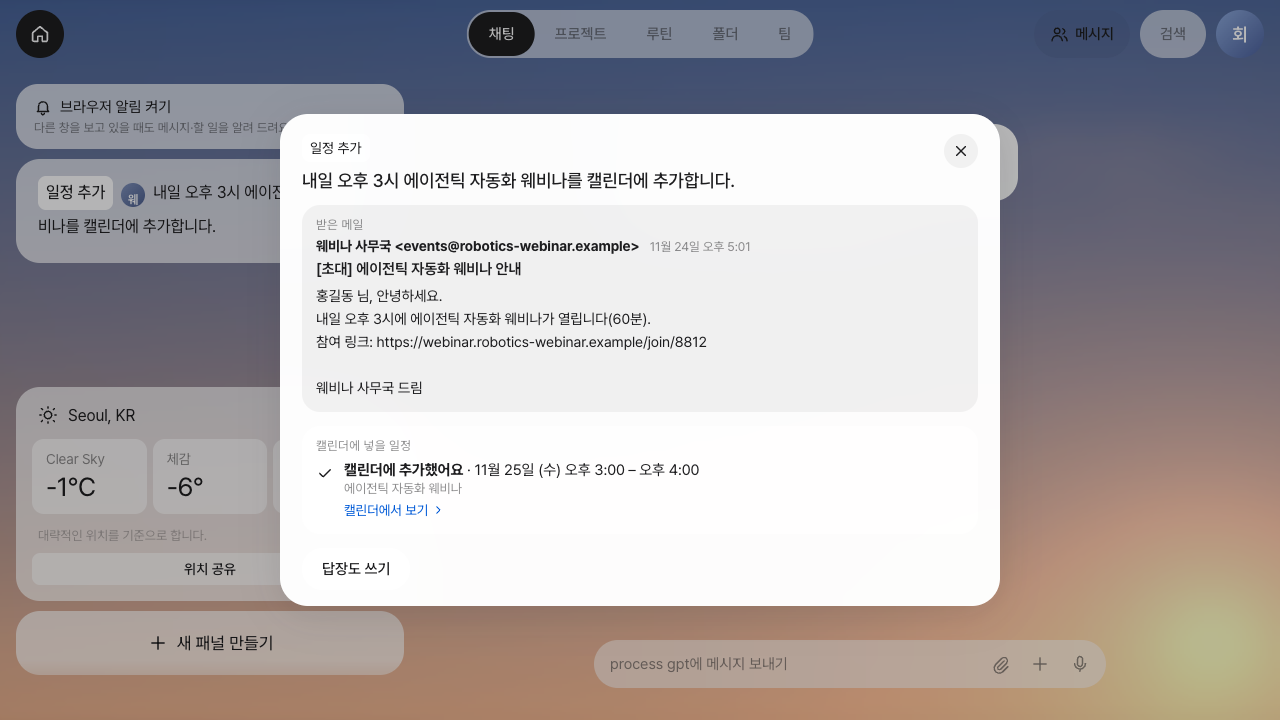 채팅
프로젝트
루틴
폴더
팀
메시지
검색
회
브라우저 알림 켜기
다른 창을 보고 있을 때도 메시지·할 일을 알려 드려요
일정 추가
웨
내일 오후 3시 에이전
비나를 캘린더에 추가합니다.
Seoul, KR
Clear Sky
-1°C
체감
-6°
대략적인 위치를 기준으로 합니다.
위치 공유
새 패널 만들기
일정 추가
내일 오후 3시 에이전틱 자동화 웨비나를 캘린더에 추가합니다.
받은 메일
웨비나 사무국 <events@robotics-webinar.example> 11월 24일 오후 5:01
[초대] 에이전틱 자동화 웨비나 안내
홍길동 님, 안녕하세요.
내일 오후 3시에 에이전틱 자동화 웨비나가 열립니다(60분).
참여 링크: https://webinar.robotics-webinar.example/join/8812
웨비나 사무국 드림
캘린더에 넣을 일정
캘린더에 추가했어요 · 11월 25일 (수) 오후 3:00 – 오후 4:00
에이전틱 자동화 웨비나
캘린더에서 보기
답장도 쓰기
process gpt에 메시지 보내기